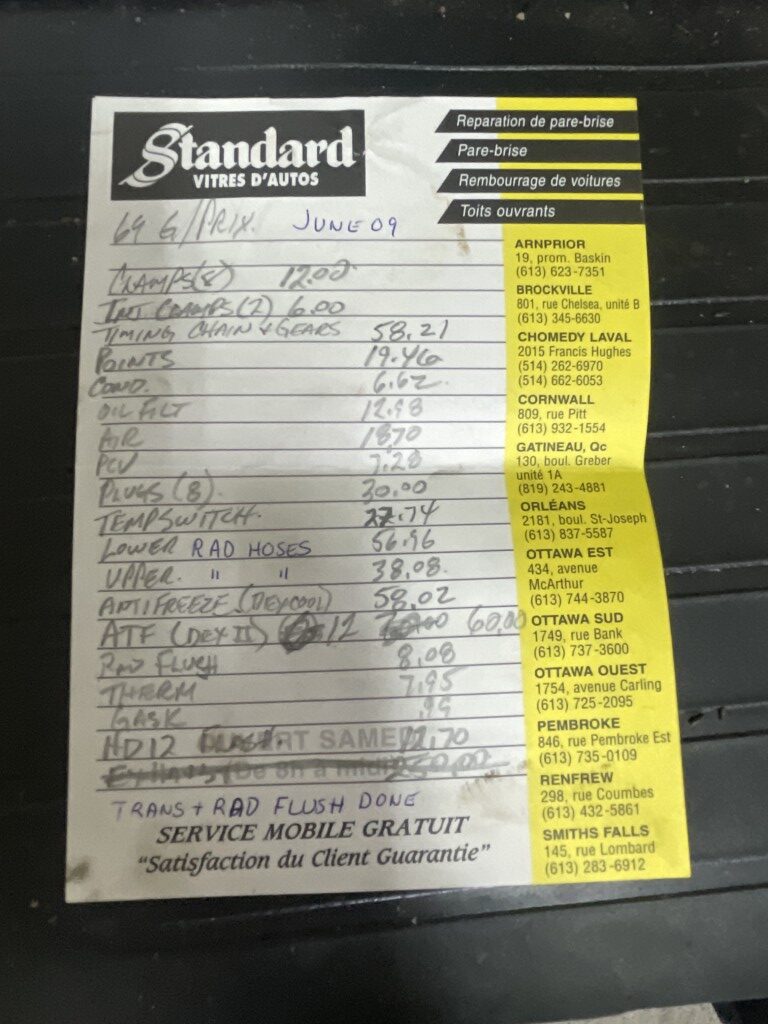 Standard
VITRES D'AUTOS
Reparation de pare-brise
Pare-brise
Rembourrage de voitures
Toits ouvrants
69 G/PRIX. JUNE 09
CLAMPS(8) 12.00
INT CLAMPS(2) 6.00
TIMING CHAIN + GEARS 58.21
POINTS 19.46
COND. 6.62
OIL FILT 12.98
AIR 1870
PCV 7.28
PLUGS (8) 30.00
TEMP SWITCH. 27.74
LOWER RAD HOSES 56.96
UPPER. " " 38.08
ANTIFREEZE (DEXCOOL) 58.02
ATF (DEX II) 12 60.00
RAD FLUSH 8.08
THERM 7.95
GASK .99
HD12 12.70
TRANS + RAD FLUSH DONE
SERVICE MOBILE GRATUIT
"Satisfaction du Client Guarantie"
ARNPRIOR
19, prom. Baskin
(613) 623-7351
BROCKVILLE
801, rue Chelsea, unité B
(613) 345-6630
CHOMEDY LAVAL
2015 Francis Hughes
(514) 262-6970
(514) 662-6053
CORNWALL
809, rue Pitt
(613) 932-1554
GATINEAU, Qc
130, boul. Greber
unité 1A
(819) 243-4881
ORLÉANS
2181, boul. St-Joseph
(613) 837-5587
OTTAWA EST
434, avenue
McArthur
(613) 744-3870
OTTAWA SUD
1749, rue Bank
(613) 737-3600
OTTAWA OUEST
1754, avenue Carling
(613) 725-2095
PEMBROKE
846, rue Pembroke Est
(613) 735-0109
RENFREW
298, rue Coumbes
(613) 432-5861
SMITHS FALLS
145, rue Lombard
(613) 283-6912